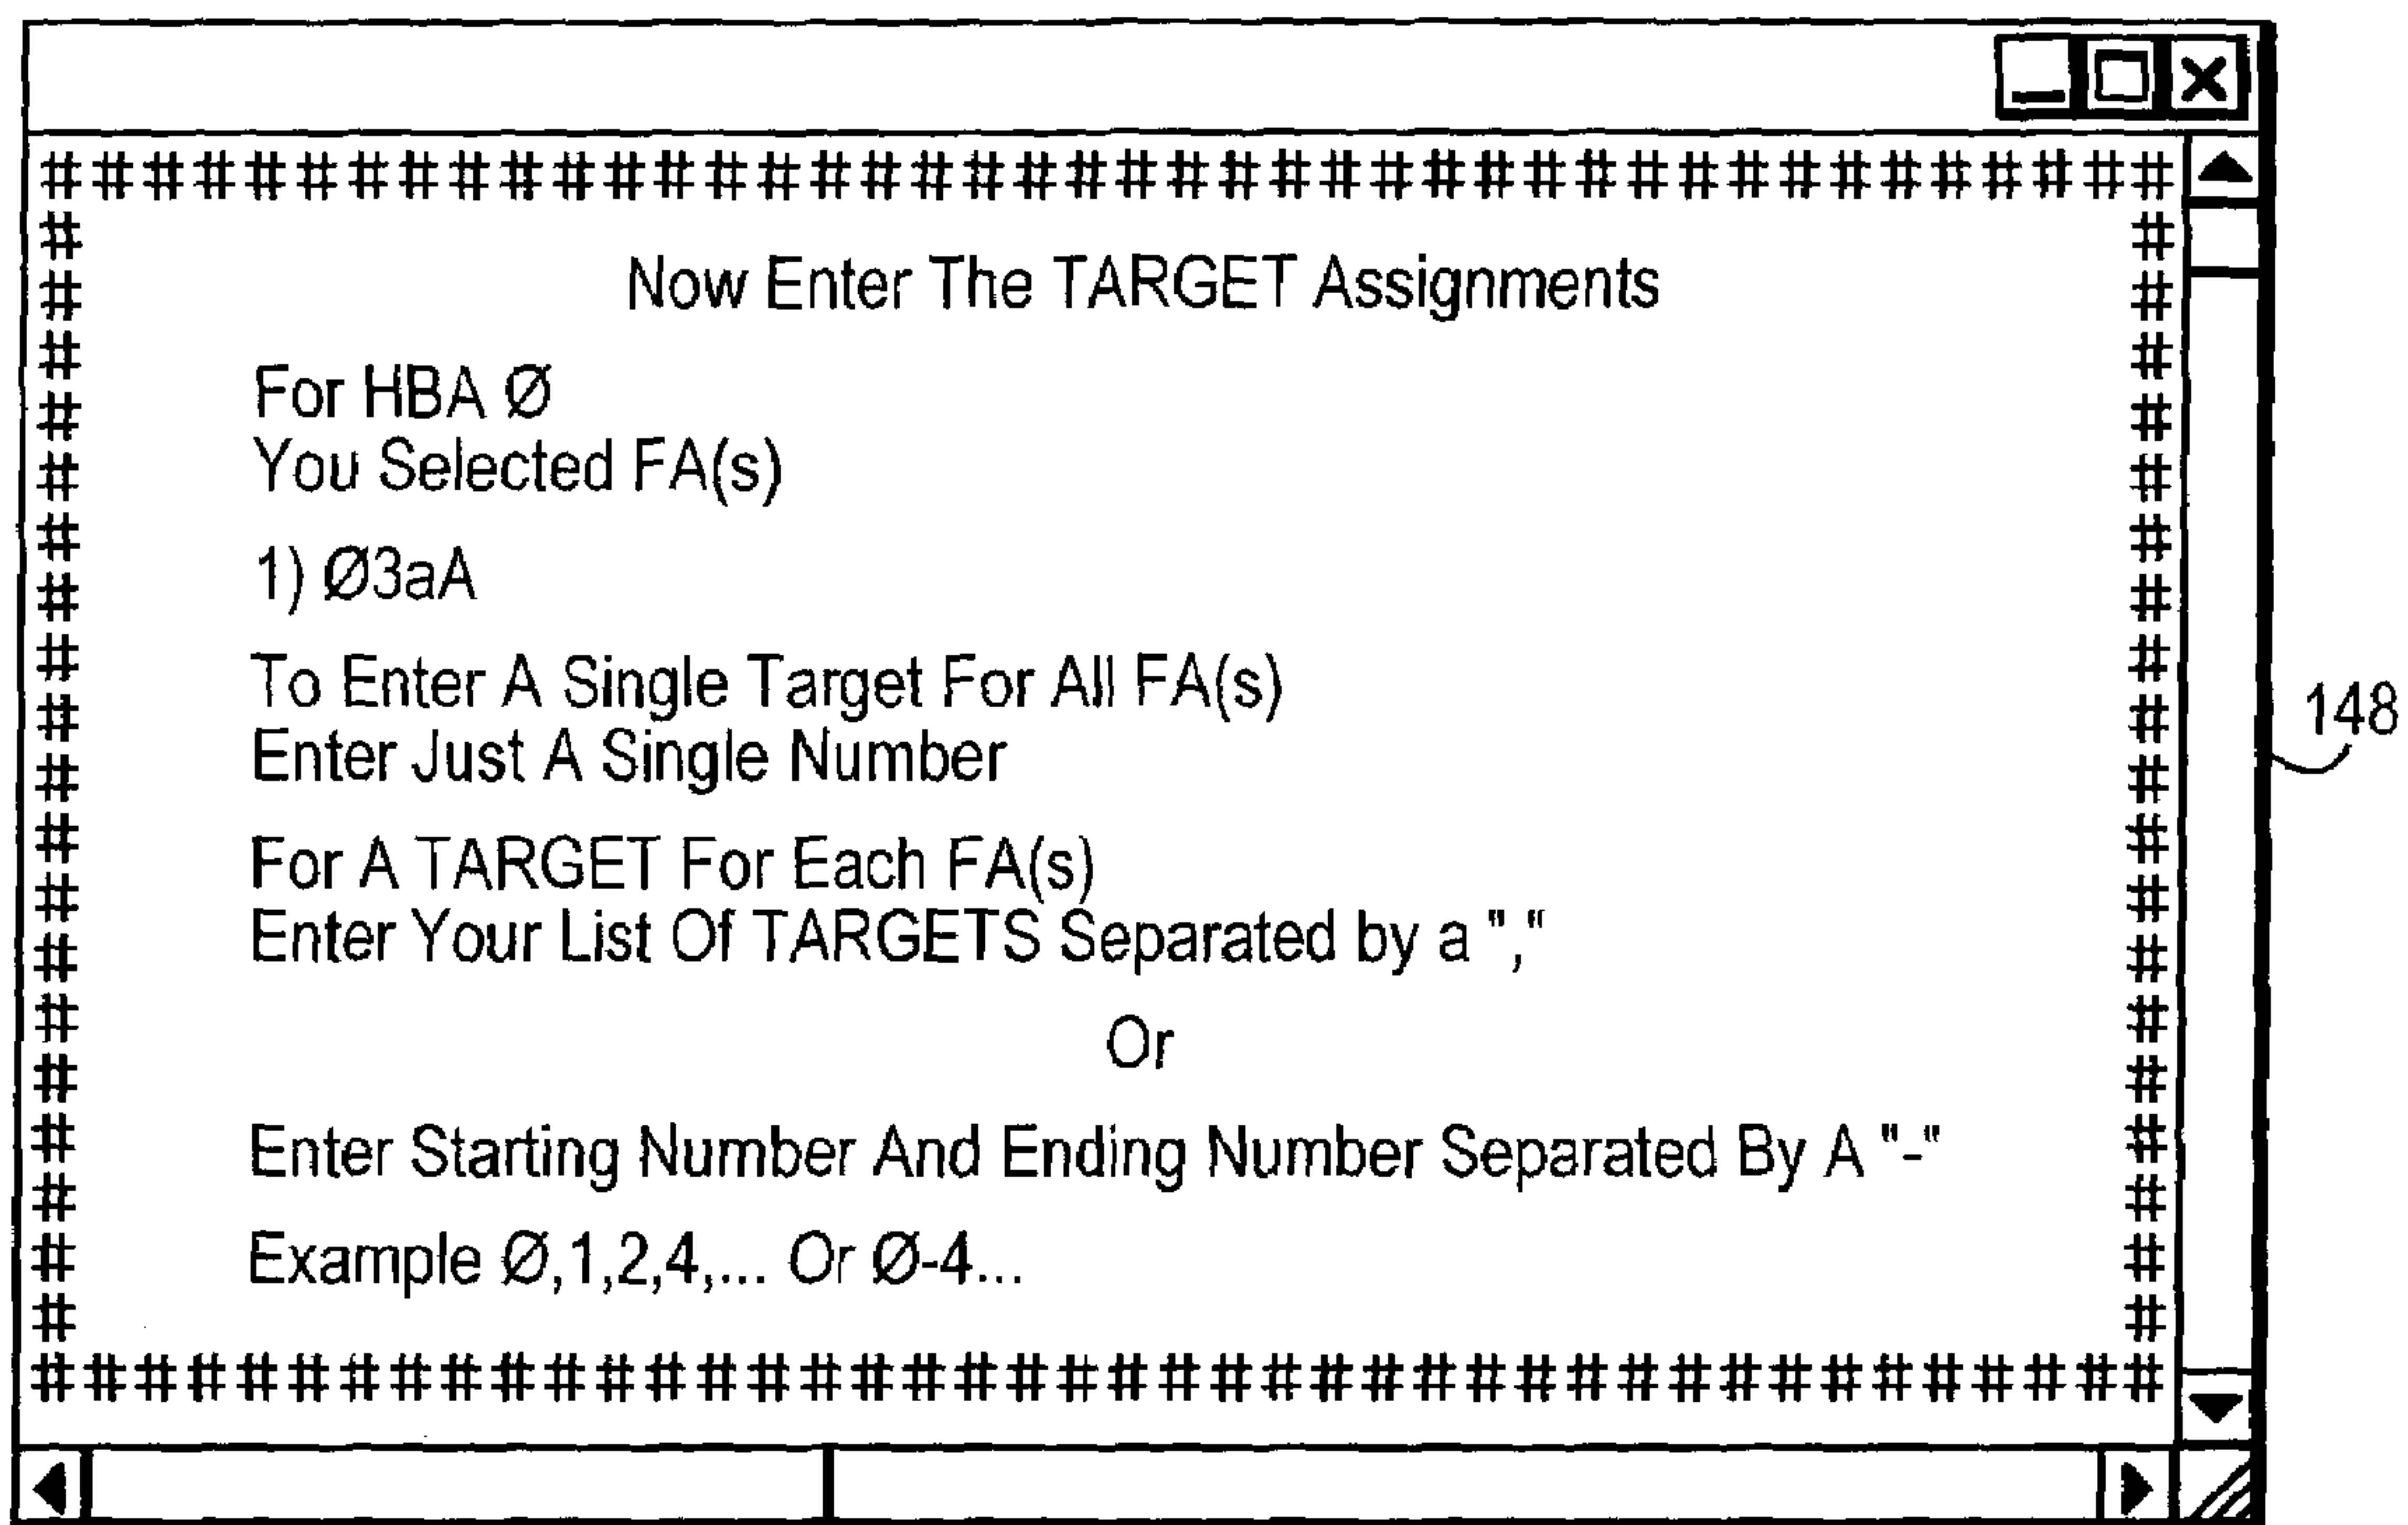 # # # # # # # # # # # # # # # # # # # # # # # # # # # # # # # # # # # # # # # # # #
Now Enter The TARGET Assignments
For HBA Ø
You Selected FA(s)
1) Ø3aA
To Enter A Single Target For All FA(s)
Enter Just A Single Number
148
For A TARGET For Each FA(s)
Enter Your List Of TARGETS Separated by a ","
Or
Enter Starting Number And Ending Number Separated By A "-"
Example Ø,1,2,4,... Or Ø-4...
# # # # # # # # # # # # # # # # # # # # # # # # # # # # # # # # # # # # # # # # # #